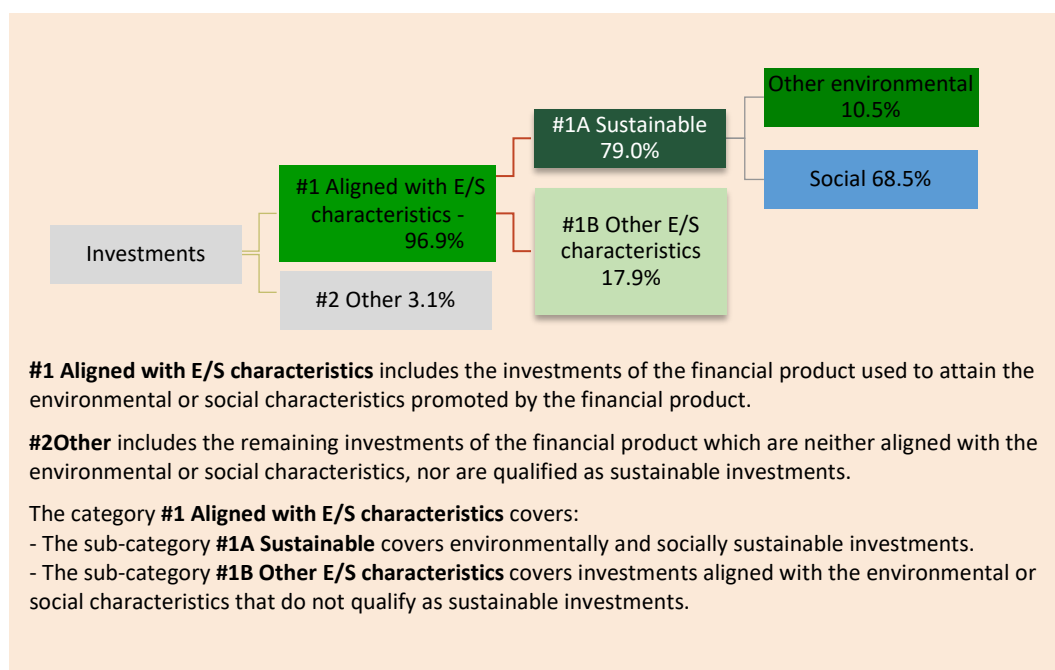 Other environmental
10.5%
#1A Sustainable
79.0%
Social 68.5%
#1 Aligned with E/S
characteristics -
96.9%
#1B Other E/S
characteristics
17.9%
Investments
#2 Other 3.1%
#1 Aligned with E/S characteristics includes the investments of the financial product used to attain the
environmental or social characteristics promoted by the financial product.
#2Other includes the remaining investments of the financial product which are neither aligned with the
environmental or social characteristics, nor are qualified as sustainable investments.
The category #1 Aligned with E/S characteristics covers:
- The sub-category #1A Sustainable covers environmentally and socially sustainable investments.
- The sub-category #1B Other E/S characteristics covers investments aligned with the environmental or
social characteristics that do not qualify as sustainable investments.